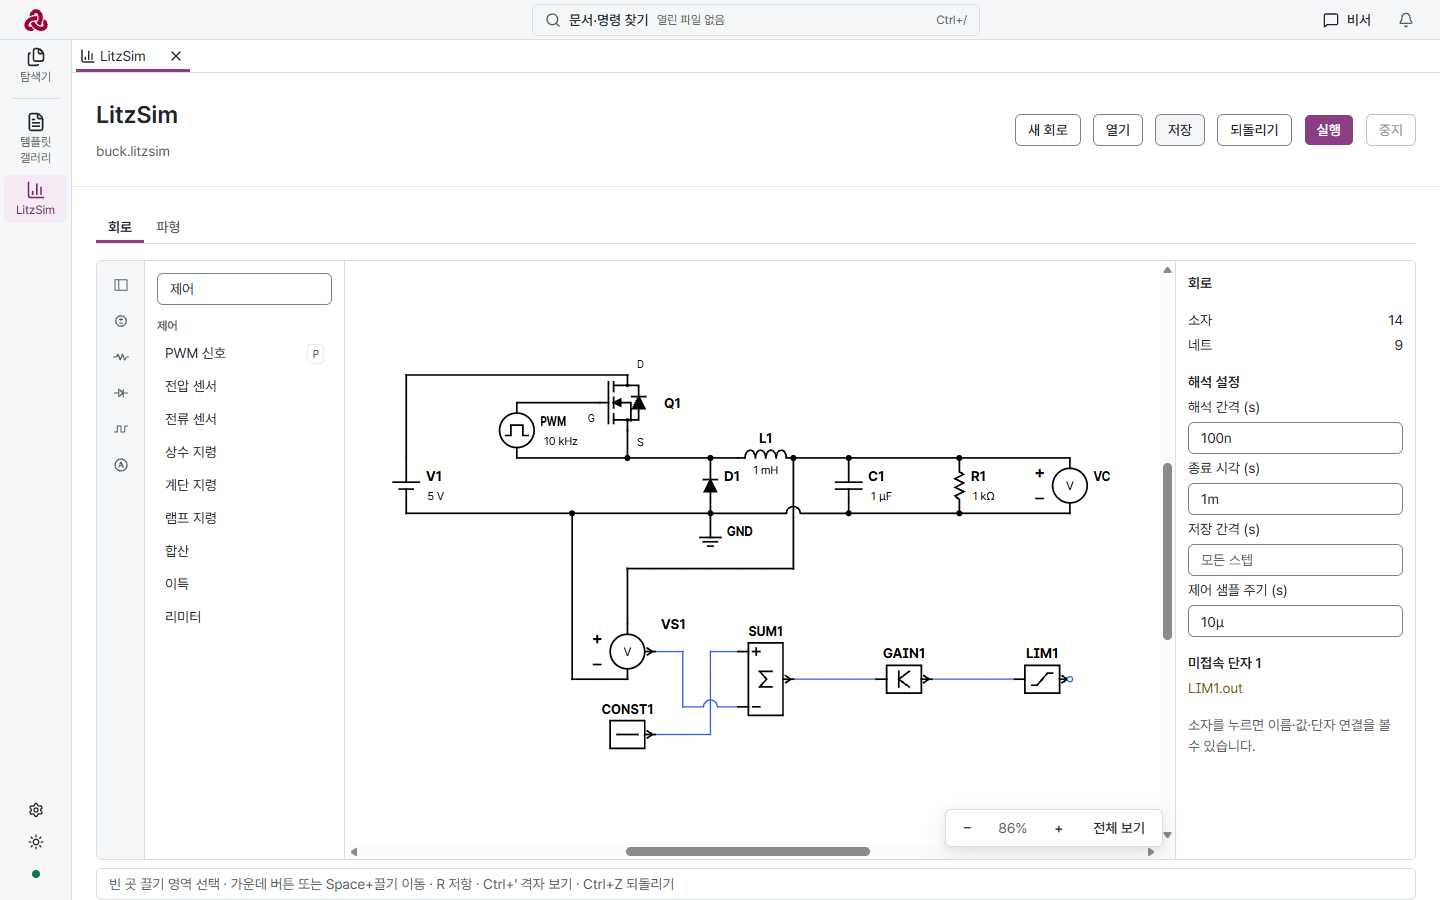 문서·명령 찾기 열린 파일 없음 Ctrl+/
비서
탐색기
템플릿
갤러리
LitzSim
LitzSim
LitzSim
buck.litzsim
새 회로 열기 저장 되돌리기 실행 중지
회로 파형
제어
제어
PWM 신호 P
전압 센서
전류 센서
상수 지령
계단 지령
램프 지령
합산
이득
리미터
D
Q1
G
S
PWM
10 kHz
V1
5 V
L1
1 mH
D1
GND
C1
1 µF
R1
1 kΩ
+
−
V
VC
VS1
+
−
V
SUM1
+
Σ
−
CONST1
GAIN1
K
LIM1
− 86% + 전체 보기
회로
소자 14
네트 9
해석 설정
해석 간격 (s)
100n
종료 시각 (s)
1m
저장 간격 (s)
모든 스텝
제어 샘플 주기 (s)
10µ
미접속 단자 1
LIM1.out
소자를 누르면 이름·값·단자 연결을 볼
수 있습니다.
빈 곳 끌기 영역 선택 · 가운데 버튼 또는 Space+끌기 이동 · R 저항 · Ctrl+' 격자 보기 · Ctrl+Z 되돌리기